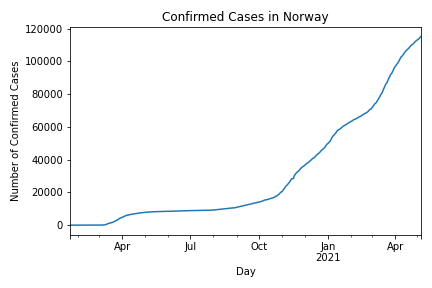 Confirmed Cases in Norway
Number of Confirmed Cases
120000
100000
80000
60000
40000
20000
0
Apr Jul Oct Jan Apr
2021
Day